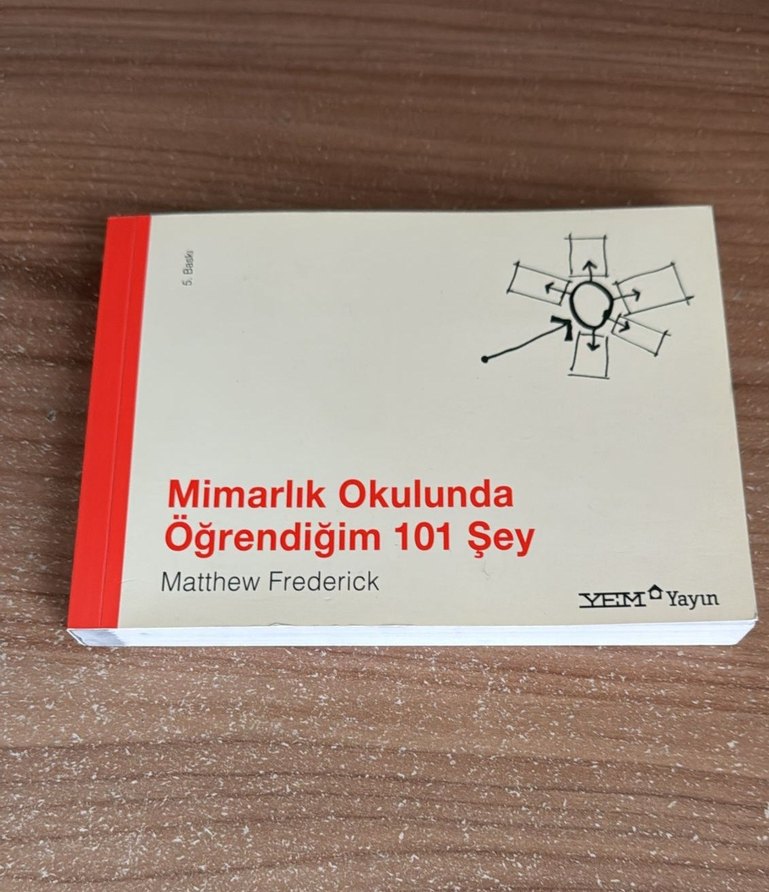 5. Baskı
Mimarlık Okulunda
Öğrendiğim 101 Şey
Matthew Frederick
YEM Yayın